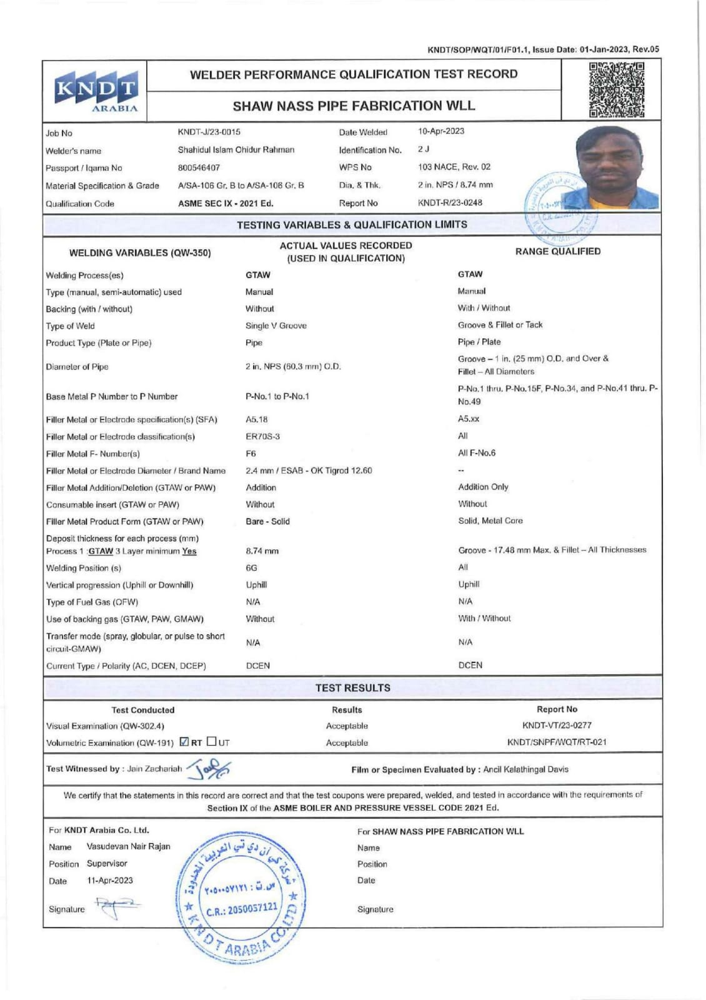 KNDT/SOP/WQT/01/F01.1, Issue Date: 01-Jan-2023, Rev.05
KNDT
ARABIA
WELDER PERFORMANCE QUALIFICATION TEST RECORD
SHAW NASS PIPE FABRICATION WLL
Job No KNDT-J/23-0015 Date Welded 10-Apr-2023
Welder's name Shahidul Islam Ohidur Rahman Identification No. 2 J
Passport / Iqama No 800546407 WPS No 103 NACE, Rev. 02
Material Specification & Grade A/SA-106 Gr. B to A/SA-106 Gr. B Dia. & Thk. 2 in. NPS / 8.74 mm
Qualification Code ASME SEC IX - 2021 Ed. Report No KNDT-R/23-0248
TESTING VARIABLES & QUALIFICATION LIMITS
WELDING VARIABLES (QW-350) ACTUAL VALUES RECORDED (USED IN QUALIFICATION) RANGE QUALIFIED
Welding Process(es) GTAW GTAW
Type (manual, semi-automatic) used Manual Manual
Backing (with / without) Without With / Without
Type of Weld Single V Groove Groove & Fillet or Tack
Product Type (Plate or Pipe) Pipe Pipe / Plate
Diameter of Pipe 2 in. NPS (60.3 mm) O.D. Groove – 1 in. (25 mm) O.D. and Over &
Fillet – All Diameters
Base Metal P Number to P Number P-No.1 to P-No.1 P-No.1 thru. P-No.15F, P-No.34, and P-No.41 thru. P-
No.49
Filler Metal or Electrode specification(s) (SFA) A5.18 A5.xx
Filler Metal or Electrode classification(s) ER70S-3 All
Filler Metal F- Number(s) F6 All F-No.6
Filler Metal or Electrode Diameter / Brand Name 2.4 mm / ESAB - OK Tigrod 12.60 --
Filler Metal Addition/Deletion (GTAW or PAW) Addition Addition Only
Consumable insert (GTAW or PAW) Without Without
Filler Metal Product Form (GTAW or PAW) Bare - Solid Solid, Metal Core
Deposit thickness for each process (mm)
Process 1 :GTAW 3 Layer minimum Yes 8.74 mm Groove - 17.48 mm Max. & Fillet – All Thicknesses
Welding Position (s) 6G All
Vertical progression (Uphill or Downhill) Uphill Uphill
Type of Fuel Gas (OFW) N/A N/A
Use of backing gas (GTAW, PAW, GMAW) Without With / Without
Transfer mode (spray, globular, or pulse to short
circuit-GMAW) N/A N/A
Current Type / Polarity (AC, DCEN, DCEP) DCEN DCEN
TEST RESULTS
Test Conducted Results Report No
Visual Examination (QW-302.4) Acceptable KNDT-VT/23-0277
Volumetric Examination (QW-191) RT UT Acceptable KNDT/SNPF/WQT/RT-021
Test Witnessed by : Jain Zachariah Film or Specimen Evaluated by : Ancil Kalathingal Davis
We certify that the statements in this record are correct and that the test coupons were prepared, welded, and tested in accordance with the requirements of
Section IX of the ASME BOILER AND PRESSURE VESSEL CODE 2021 Ed.
For KNDT Arabia Co. Ltd. For SHAW NASS PIPE FABRICATION WLL
Name Vasudevan Nair Rajan Name
Position Supervisor Position
Date 11-Apr-2023 Date
Signature Signature
شركة كي أن دي تي العربية المحدودة
س.ت : ٢٠٥٠٠٥٧١٢١
C.R.: 2050057121
KNDT ARABIA CO.LTD